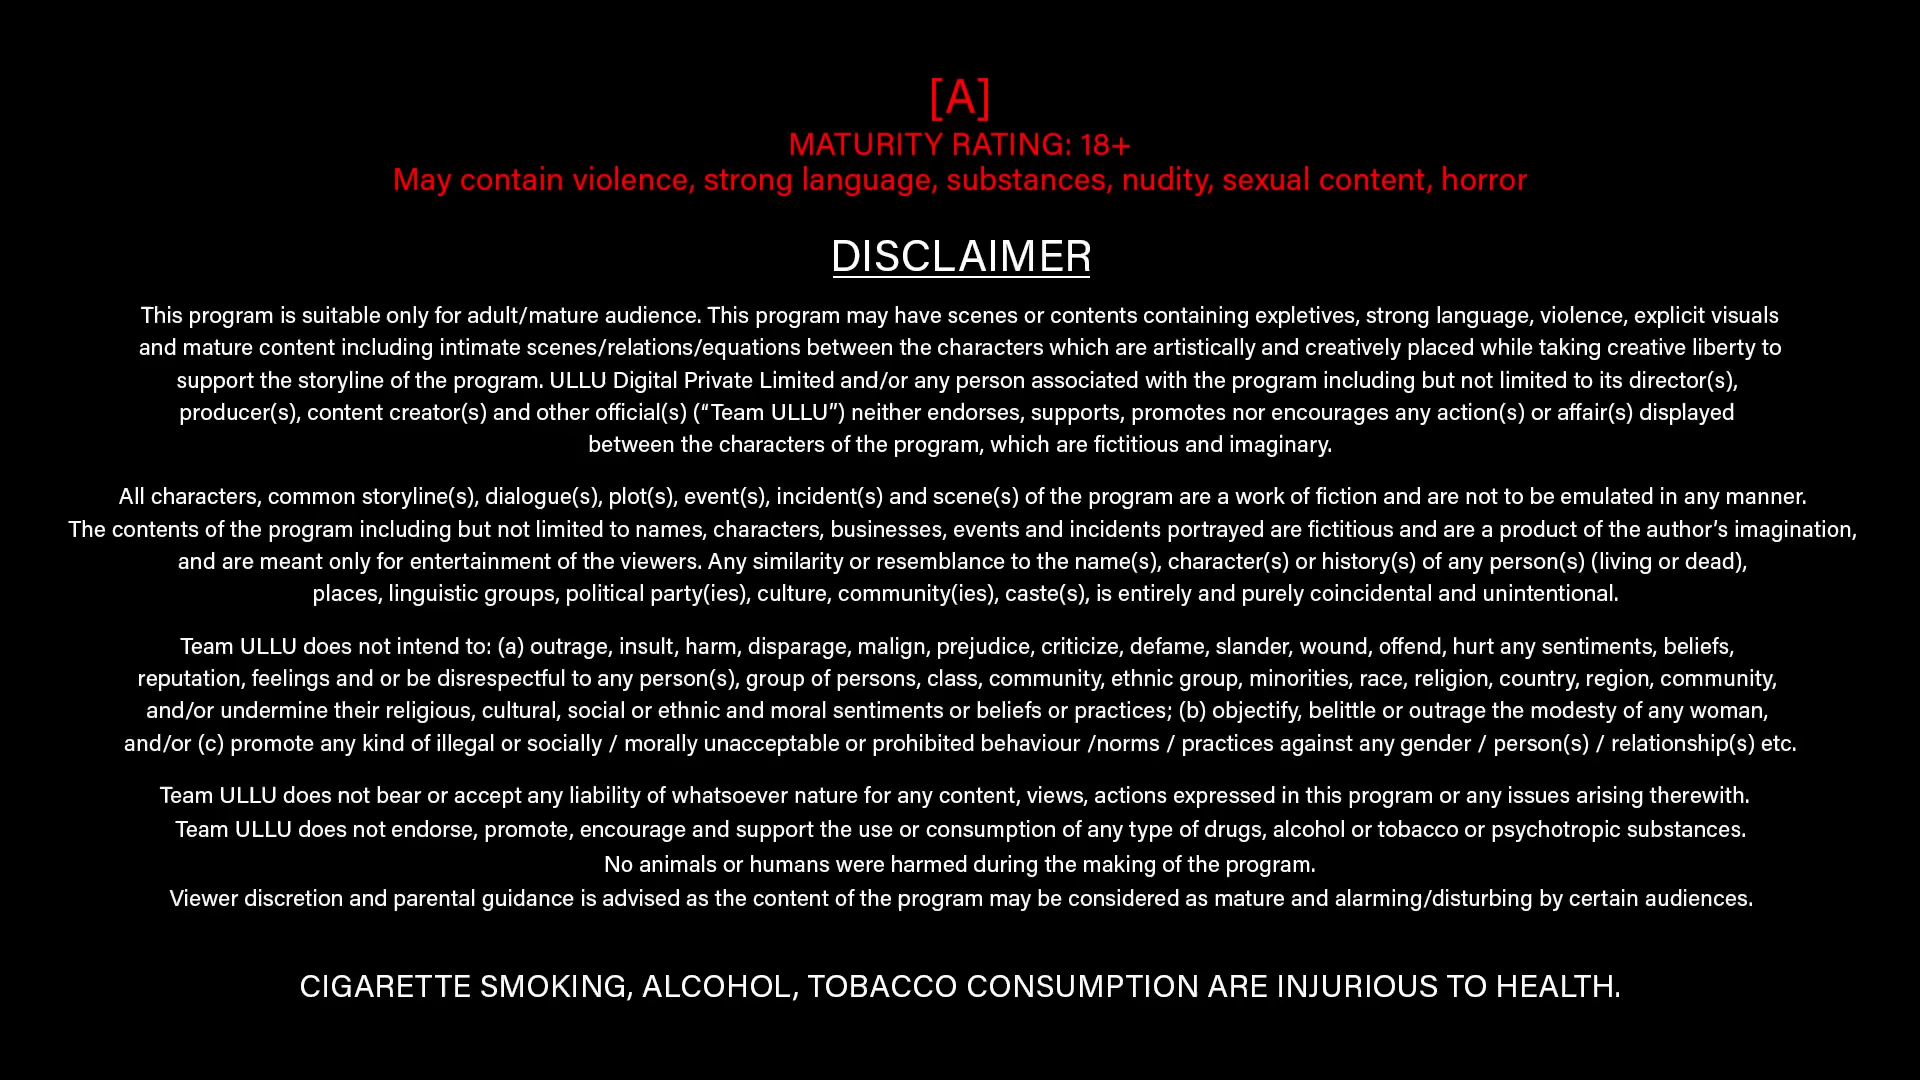 [A]
MATURITY RATING: 18+
May contain violence, strong language, substances, nudity, sexual content, horror
DISCLAIMER
This program is suitable only for adult/mature audience. This program may have scenes or contents containing expletives, strong language, violence, explicit visuals
and mature content including intimate scenes/relations/equations between the characters which are artistically and creatively placed while taking creative liberty to
support the storyline of the program. ULLU Digital Private Limited and/or any person associated with the program including but not limited to its director(s),
producer(s), content creator(s) and other official(s) (“Team ULLU”) neither endorses, supports, promotes nor encourages any action(s) or affair(s) displayed
between the characters of the program, which are fictitious and imaginary.
All characters, common storyline(s), dialogue(s), plot(s), event(s), incident(s) and scene(s) of the program are a work of fiction and are not to be emulated in any manner.
The contents of the program including but not limited to names, characters, businesses, events and incidents portrayed are fictitious and are a product of the author’s imagination,
and are meant only for entertainment of the viewers. Any similarity or resemblance to the name(s), character(s) or history(s) of any person(s) (living or dead),
places, linguistic groups, political party(ies), culture, community(ies), caste(s), is entirely and purely coincidental and unintentional.
Team ULLU does not intend to: (a) outrage, insult, harm, disparage, malign, prejudice, criticize, defame, slander, wound, offend, hurt any sentiments, beliefs,
reputation, feelings and or be disrespectful to any person(s), group of persons, class, community, ethnic group, minorities, race, religion, country, region, community,
and/or undermine their religious, cultural, social or ethnic and moral sentiments or beliefs or practices; (b) objectify, belittle or outrage the modesty of any woman,
and/or (c) promote any kind of illegal or socially / morally unacceptable or prohibited behaviour /norms / practices against any gender / person(s) / relationship(s) etc.
Team ULLU does not bear or accept any liability of whatsoever nature for any content, views, actions expressed in this program or any issues arising therewith.
Team ULLU does not endorse, promote, encourage and support the use or consumption of any type of drugs, alcohol or tobacco or psychotropic substances.
No animals or humans were harmed during the making of the program.
Viewer discretion and parental guidance is advised as the content of the program may be considered as mature and alarming/disturbing by certain audiences.
CIGARETTE SMOKING, ALCOHOL, TOBACCO CONSUMPTION ARE INJURIOUS TO HEALTH.